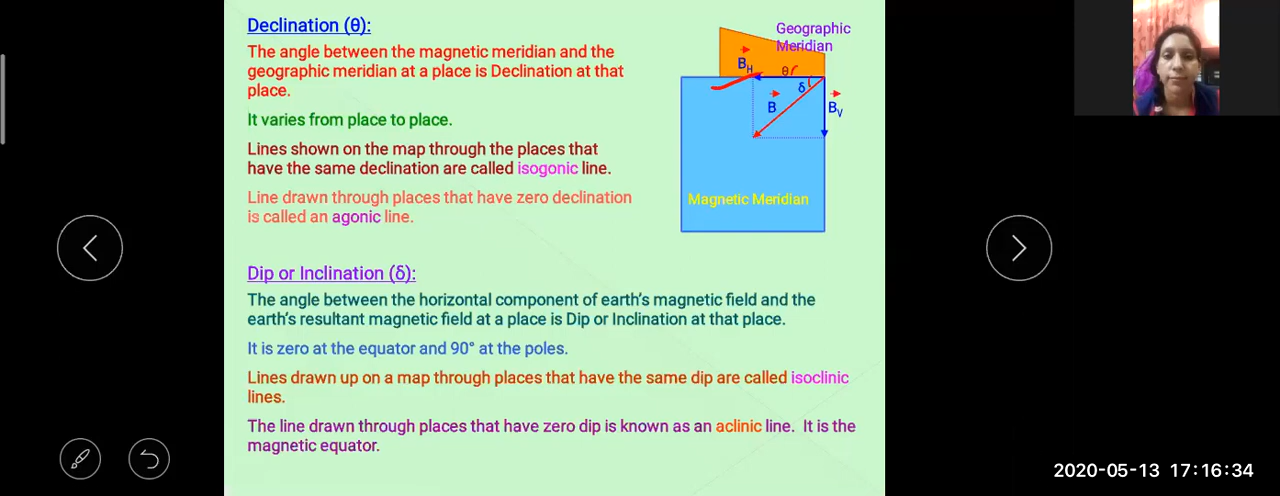 Declination (θ):
The angle between the magnetic meridian and the
geographic meridian at a place is Declination at that
place.
It varies from place to place.
Lines shown on the map through the places that
have the same declination are called isogonic line.
Line drawn through places that have zero declination
is called an agonic line.
Geographic
Meridian
B_H
θ
δ
B
B_V
Magnetic Meridian
Dip or Inclination (δ):
The angle between the horizontal component of earth's magnetic field and the
earth's resultant magnetic field at a place is Dip or Inclination at that place.
It is zero at the equator and 90° at the poles.
Lines drawn up on a map through places that have the same dip are called isoclinic
lines.
The line drawn through places that have zero dip is known as an aclinic line. It is the
magnetic equator.
2020-05-13 17:16:34